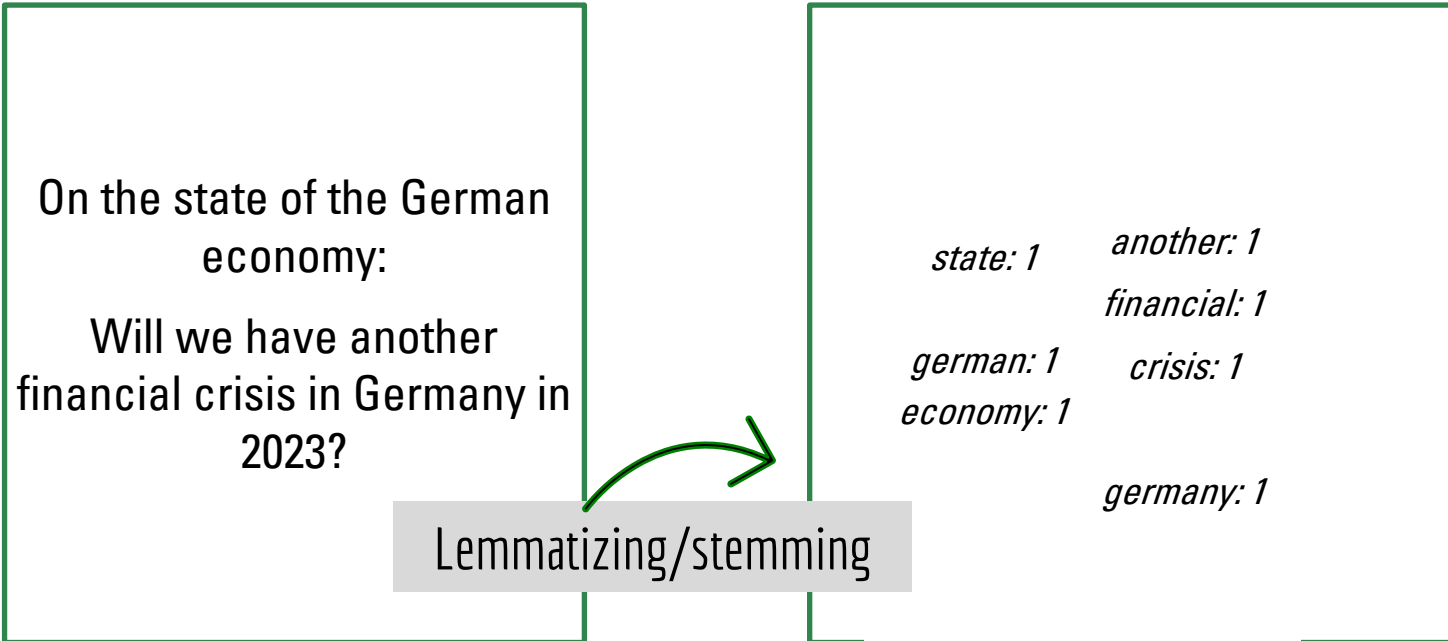 On the state of the German
economy:
Will we have another
financial crisis in Germany in
2023?
Lemmatizing/stemming
state: 1
german: 1
economy: 1
another: 1
financial: 1
crisis: 1
germany: 1